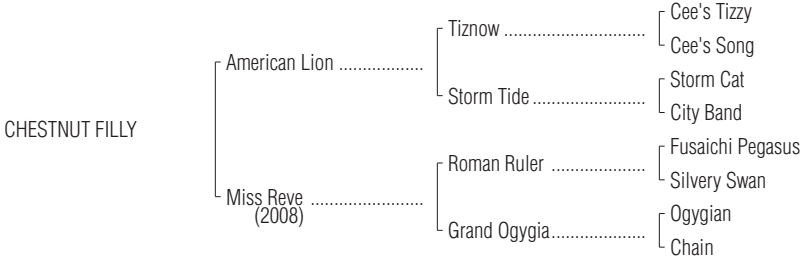 Cee's Tizzy
Tiznow ..............................
Cee's Song
American Lion ..................
Storm Cat
Storm Tide ........................
City Band
CHESTNUT FILLY
Fusaichi Pegasus
Roman Ruler ....................
Silvery Swan
Miss Reve ........................
(2008)
Ogygian
Grand Ogygia ....................
Chain